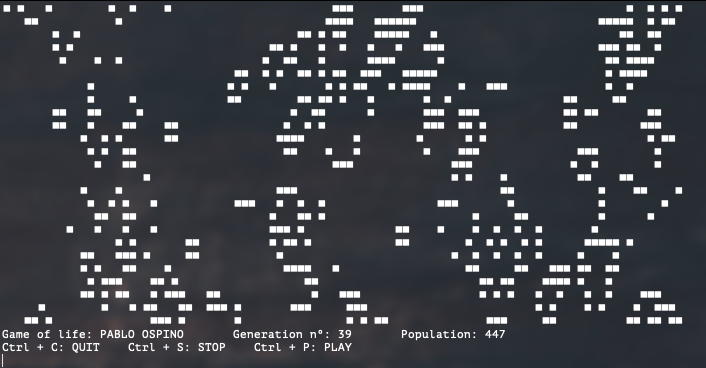 Game of life: PABLO OSPINO Generation nº: 39 Population: 447
Ctrl + C: QUIT Ctrl + S: STOP Ctrl + P: PLAY